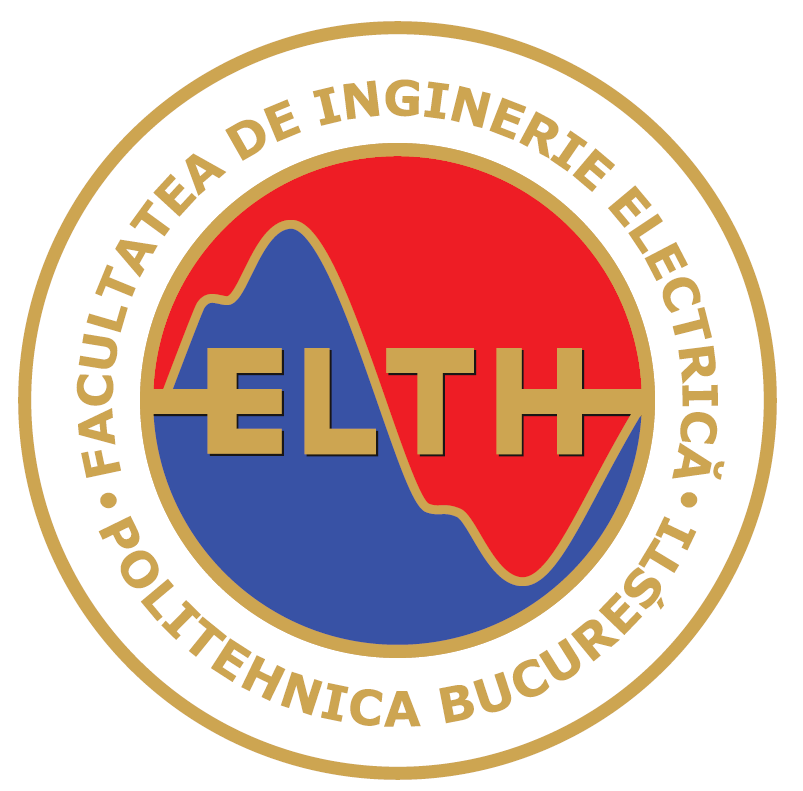 FACULTATEA DE INGINERIE ELECTRICĂ
ELTH
• POLITEHNICA BUCUREȘTI •